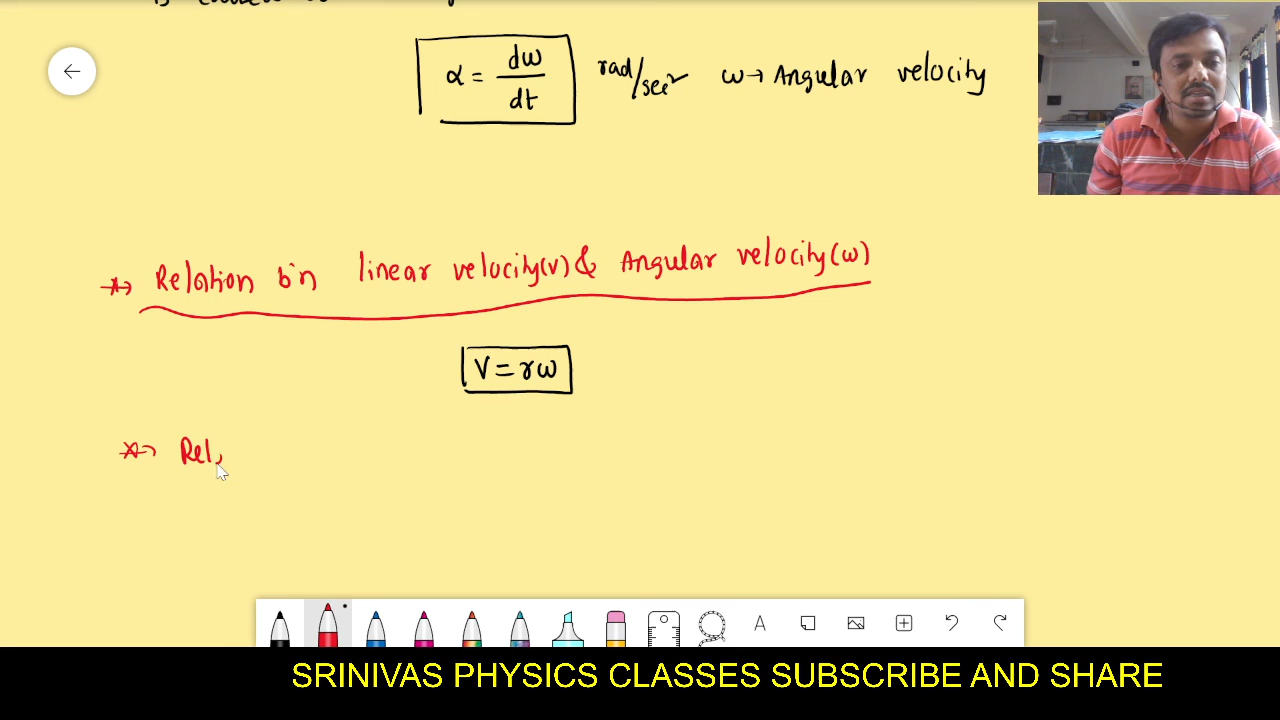 α = dω/dt rad/sec² ω → Angular velocity
* → Relation b'n linear velocity(v) & Angular velocity(ω)
V = rω
* → Rel
A
SRINIVAS PHYSICS CLASSES SUBSCRIBE AND SHARE